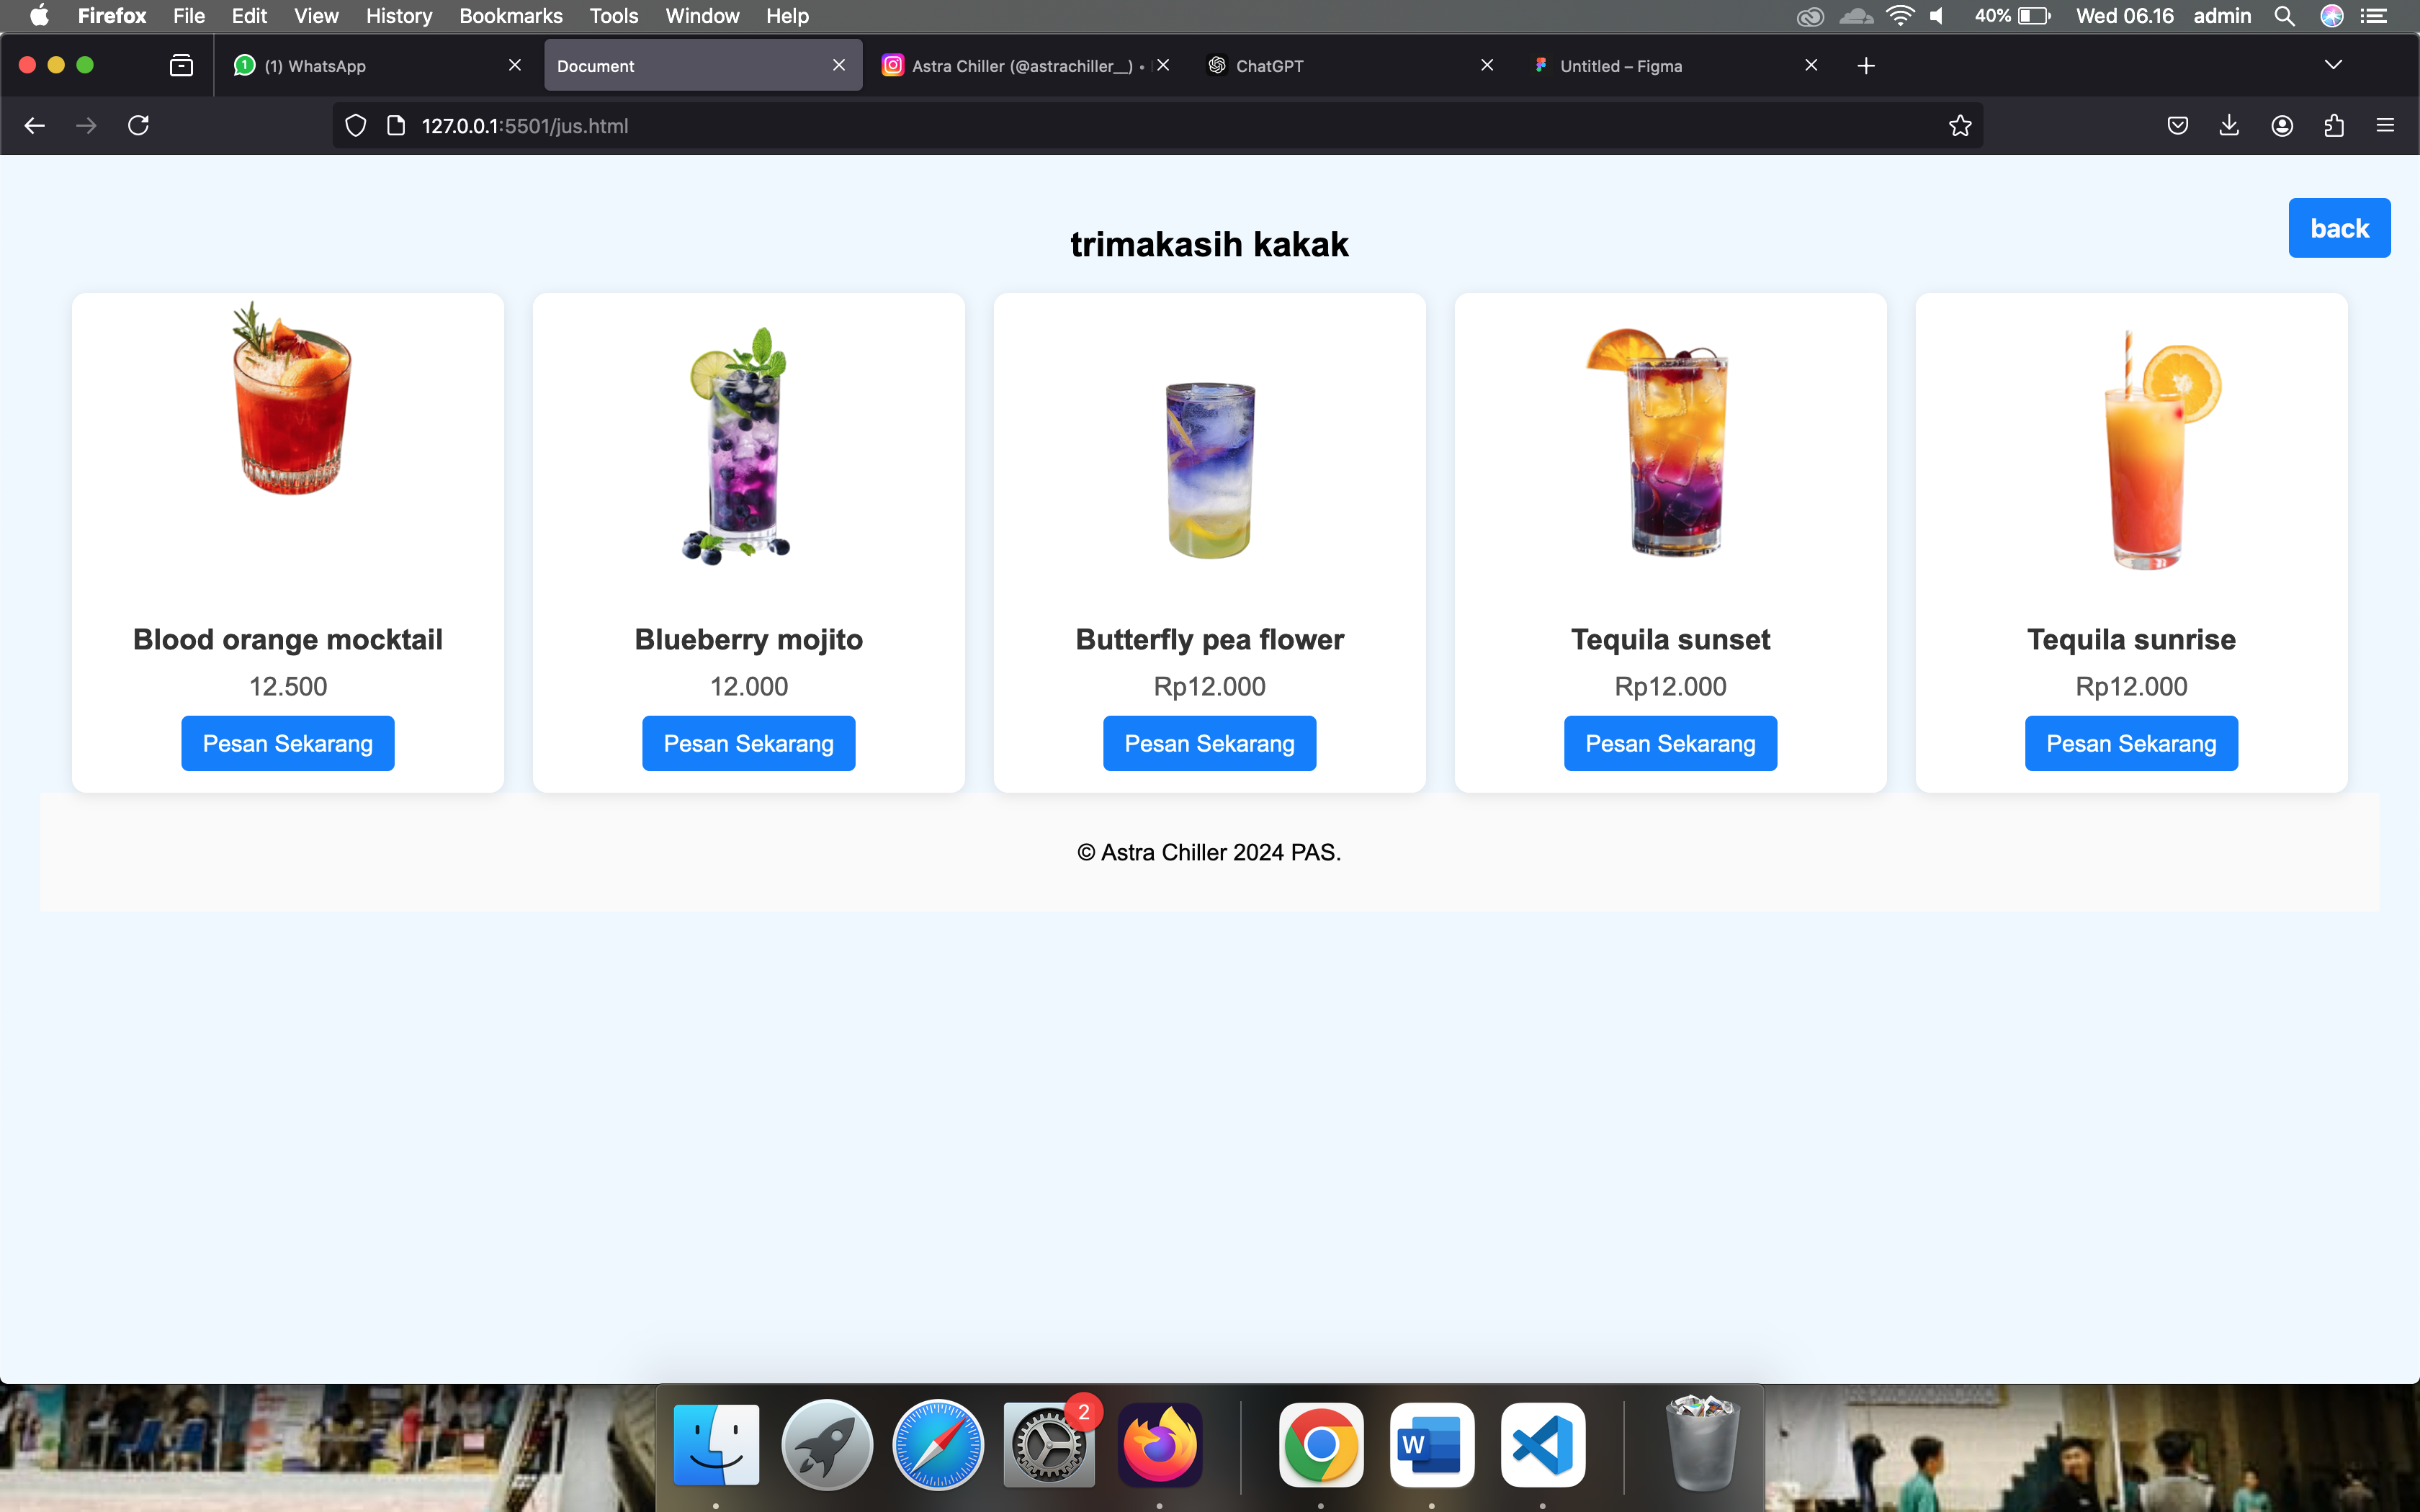 Firefox File Edit View History Bookmarks Tools Window Help 40% Wed 06.16 admin
1 (1) WhatsApp Document Astra Chiller (@astrachiller__) • ChatGPT Untitled – Figma
127.0.0.1:5501/jus.html
back
trimakasih kakak
Blood orange mocktail Blueberry mojito Butterfly pea flower Tequila sunset Tequila sunrise
12.500 12.000 Rp12.000 Rp12.000 Rp12.000
Pesan Sekarang Pesan Sekarang Pesan Sekarang Pesan Sekarang Pesan Sekarang
© Astra Chiller 2024 PAS.
2
W